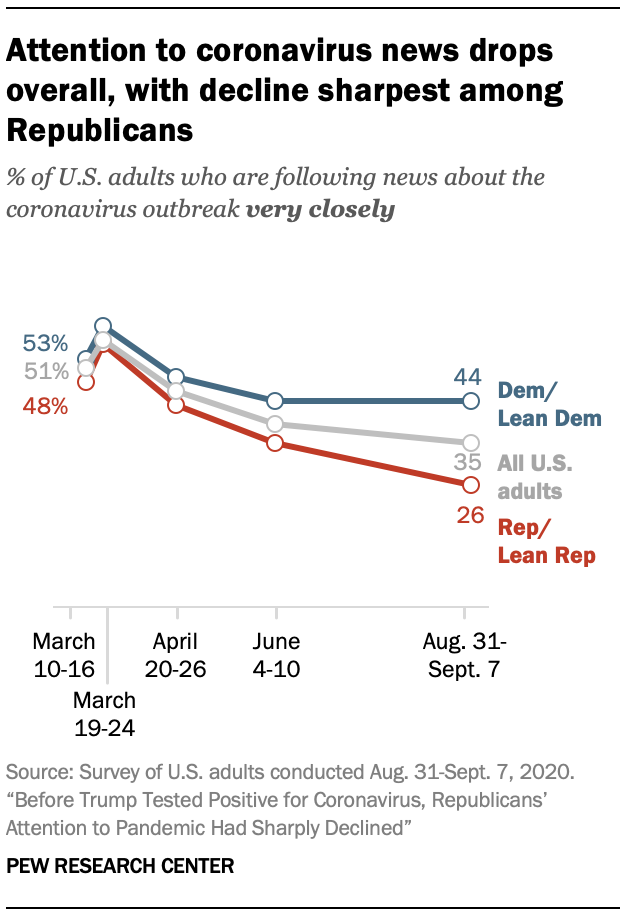 Attention to coronavirus news drops
overall, with decline sharpest among
Republicans
% of U.S. adults who are following news about the
coronavirus outbreak very closely
53%
51%
48%
44
35
26
Dem/
Lean Dem
All U.S.
adults
Rep/
Lean Rep
March
10-16
March
19-24
April
20-26
June
4-10
Aug. 31-
Sept. 7
Source: Survey of U.S. adults conducted Aug. 31-Sept. 7, 2020.
“Before Trump Tested Positive for Coronavirus, Republicans’
Attention to Pandemic Had Sharply Declined”
PEW RESEARCH CENTER